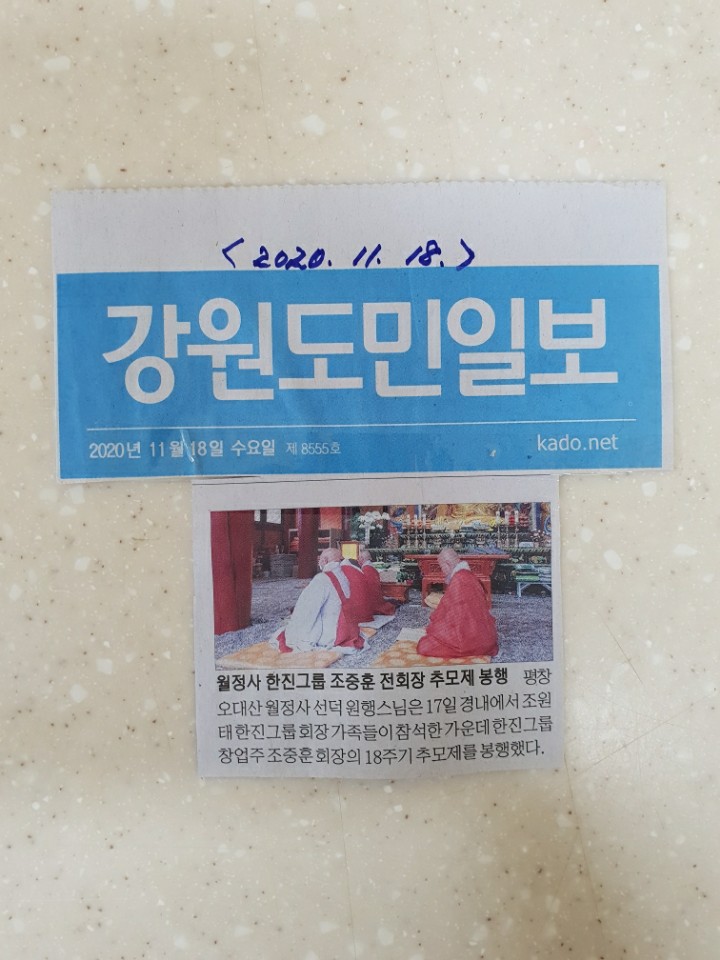 <2020. 11. 18.>
강원도민일보
2020년 11월 18일 수요일 제 8555호 kado.net
월정사 한진그룹 조중훈 전회장 추모제 봉행 평창
오대산 월정사 선덕 원행스님은 17일 경내에서 조원
태 한진그룹 회장 가족들이 참석한 가운데 한진그룹
창업주 조중훈 회장의 18주기 추모제를 봉행했다.